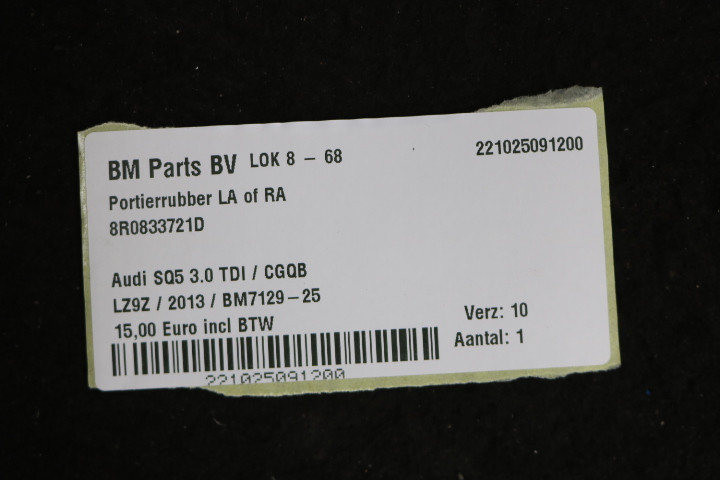 BM Parts BV LOK 8 - 68 221025091200
Portierrubber LA of RA
8R0833721D
Audi SQ5 3.0 TDI / CGQB
LZ9Z / 2013 / BM7129-25
15,00 Euro incl BTW Verz: 10
Aantal: 1
221025091200